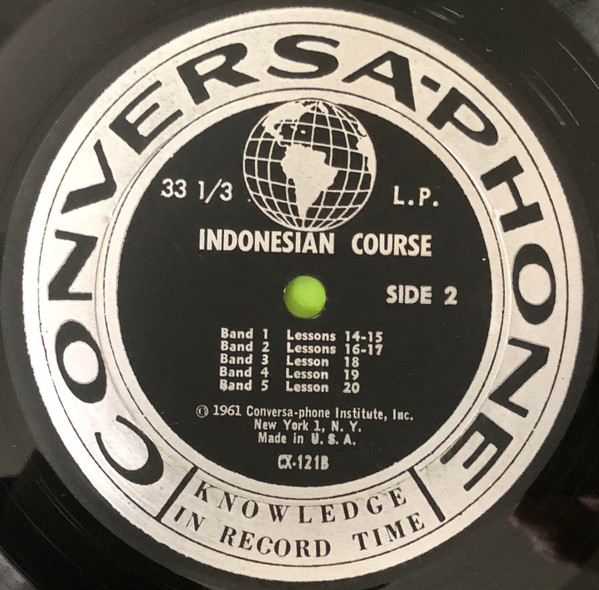 CONVERSA-PHONE
33 1/3 L.P.
INDONESIAN COURSE
SIDE 2
Band 1 Lessons 14-15
Band 2 Lessons 16-17
Band 3 Lesson 18
Band 4 Lesson 19
Band 5 Lesson 20
© 1961 Conversa-phone Institute, Inc.
New York 1, N. Y.
Made in U. S. A.
CX-121B
KNOWLEDGE
IN RECORD TIME